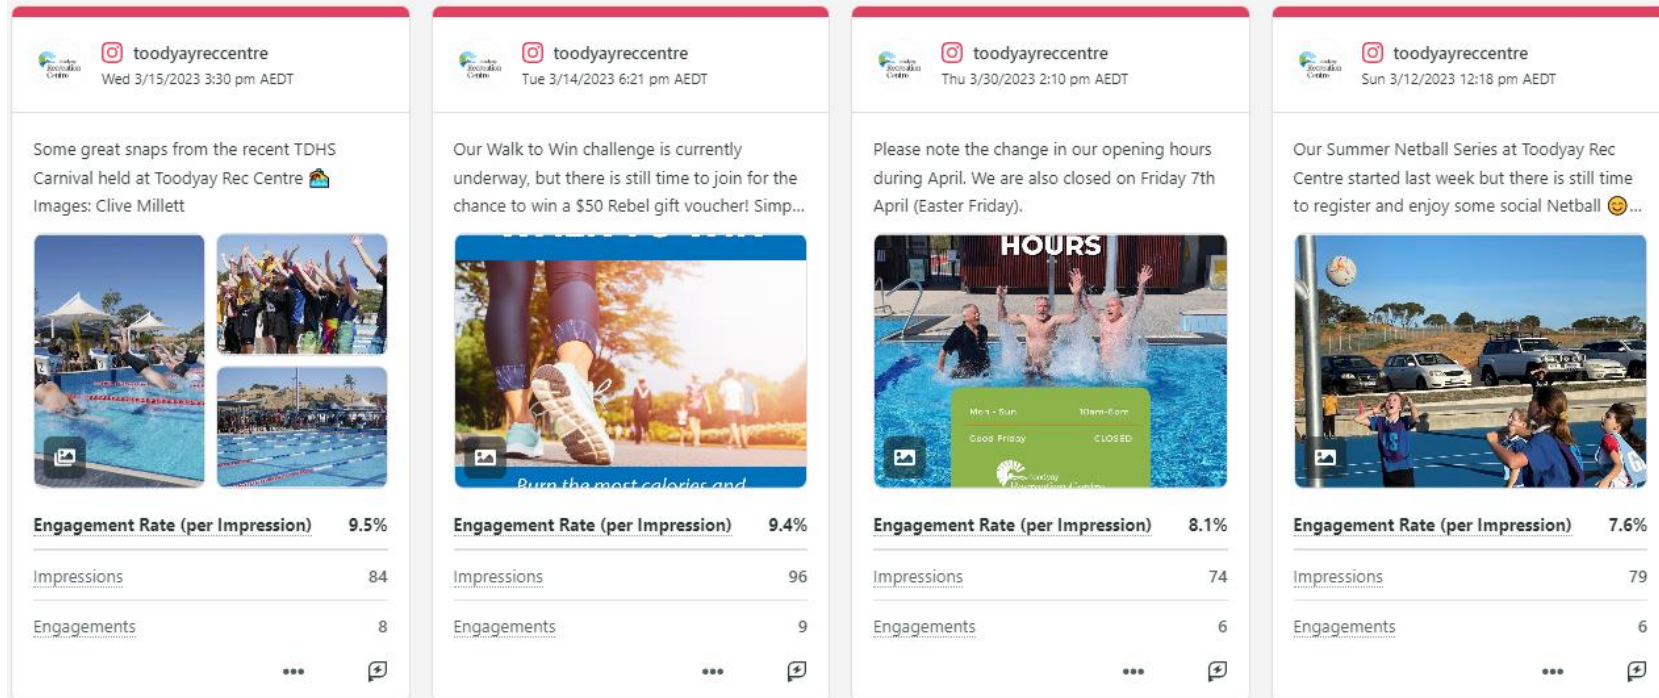 toodyayreccentre
Wed 3/15/2023 3:30 pm AEDT
Some great snaps from the recent TDHS
Carnival held at Toodyay Rec Centre 🏊
Images: Clive Millett
Engagement Rate (per Impression) 9.5%
Impressions 84
Engagements 8
toodyayreccentre
Tue 3/14/2023 6:21 pm AEDT
Our Walk to Win challenge is currently
underway, but there is still time to join for the
chance to win a $50 Rebel gift voucher! Simp...
WALK TO WIN
Burn the most calories and
Engagement Rate (per Impression) 9.4%
Impressions 96
Engagements 9
toodyayreccentre
Thu 3/30/2023 2:10 pm AEDT
Please note the change in our opening hours
during April. We are also closed on Friday 7th
April (Easter Friday).
HOURS
Mon - Sun 10am-6pm
Good Friday CLOSED
toodyay
Recreation Centre
Engagement Rate (per Impression) 8.1%
Impressions 74
Engagements 6
toodyayreccentre
Sun 3/12/2023 12:18 pm AEDT
Our Summer Netball Series at Toodyay Rec
Centre started last week but there is still time
to register and enjoy some social Netball 😊...
Engagement Rate (per Impression) 7.6%
Impressions 79
Engagements 6